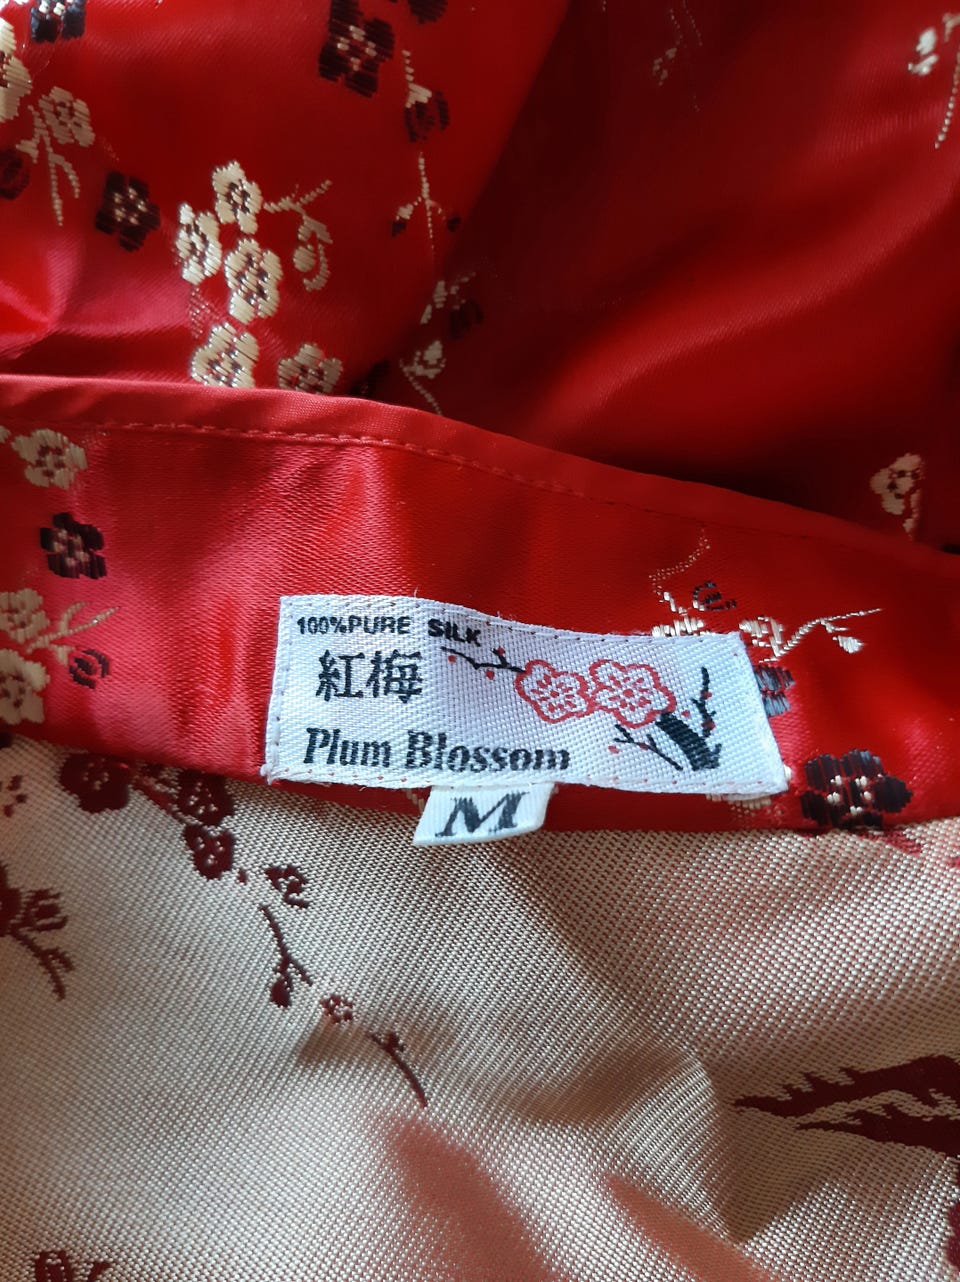 100%PURE SILK
紅梅
Plum Blossom
M